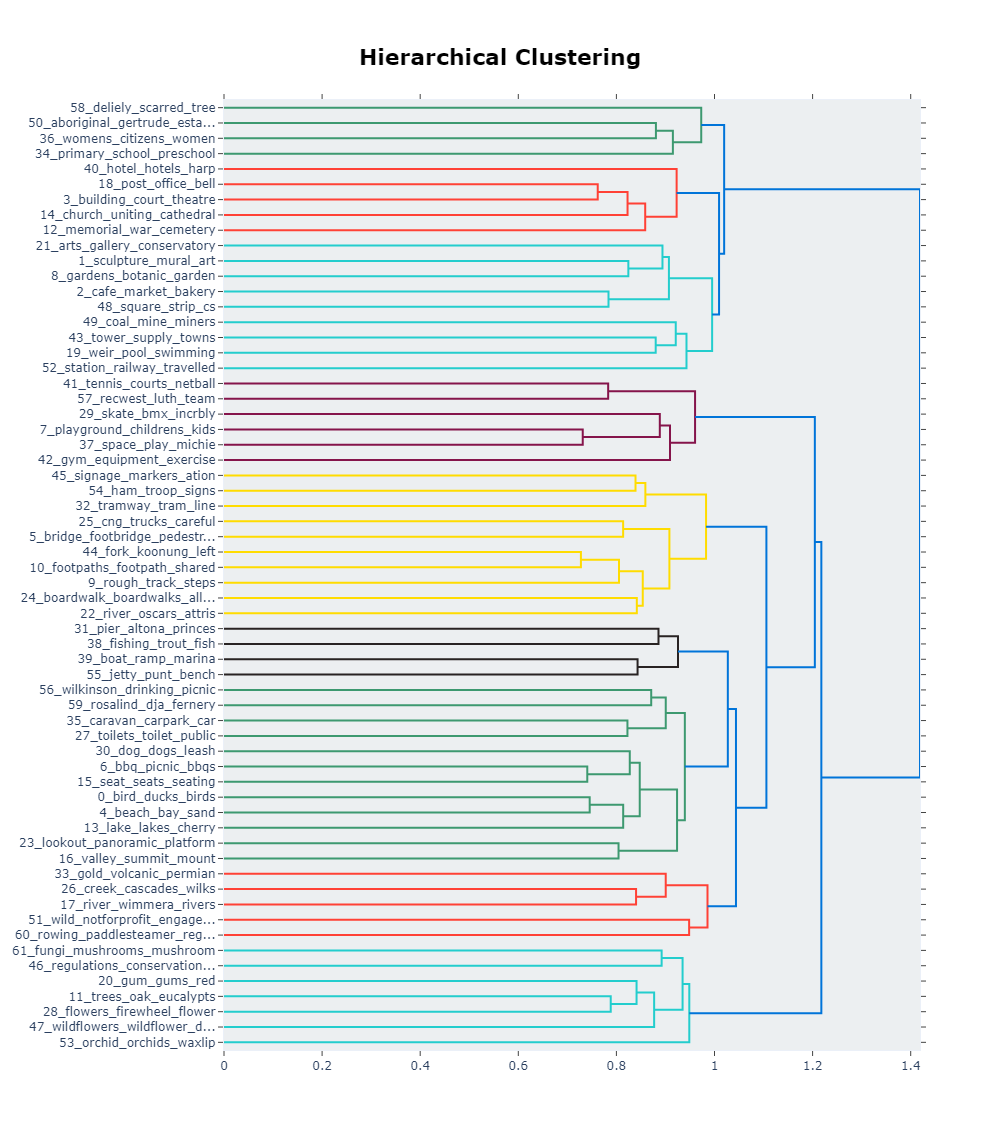 Hierarchical Clustering
58_deliely_scarred_tree
50_aboriginal_gertrude_esta...
36_womens_citizens_women
34_primary_school_preschool
40_hotel_hotels_harp
18_post_office_bell
3_building_court_theatre
14_church_uniting_cathedral
12_memorial_war_cemetery
21_arts_gallery_conservatory
1_sculpture_mural_art
8_gardens_botanic_garden
2_cafe_market_bakery
48_square_strip_cs
49_coal_mine_miners
43_tower_supply_towns
19_weir_pool_swimming
52_station_railway_travelled
41_tennis_courts_netball
57_recwest_luth_team
29_skate_bmx_incrbly
7_playground_childrens_kids
37_space_play_michie
42_gym_equipment_exercise
45_signage_markers_ation
54_ham_troop_signs
32_tramway_tram_line
25_cng_trucks_careful
5_bridge_footbridge_pedestr...
44_fork_koonung_left
10_footpaths_footpath_shared
9_rough_track_steps
24_boardwalk_boardwalks_all...
22_river_oscars_attris
31_pier_altona_princes
38_fishing_trout_fish
39_boat_ramp_marina
55_jetty_punt_bench
56_wilkinson_drinking_picnic
59_rosalind_dja_fernery
35_caravan_carpark_car
27_toilets_toilet_public
30_dog_dogs_leash
6_bbq_picnic_bbqs
15_seat_seats_seating
0_bird_ducks_birds
4_beach_bay_sand
13_lake_lakes_cherry
23_lookout_panoramic_platform
16_valley_summit_mount
33_gold_volcanic_permian
26_creek_cascades_wilks
17_river_wimmera_rivers
51_wild_notforprofit_engage...
60_rowing_paddlesteamer_reg...
61_fungi_mushrooms_mushroom
46_regulations_conservation...
20_gum_gums_red
11_trees_oak_eucalypts
28_flowers_firewheel_flower
47_wildflowers_wildflower_d...
53_orchid_orchids_waxlip
0 0.2 0.4 0.6 0.8 1 1.2 1.4